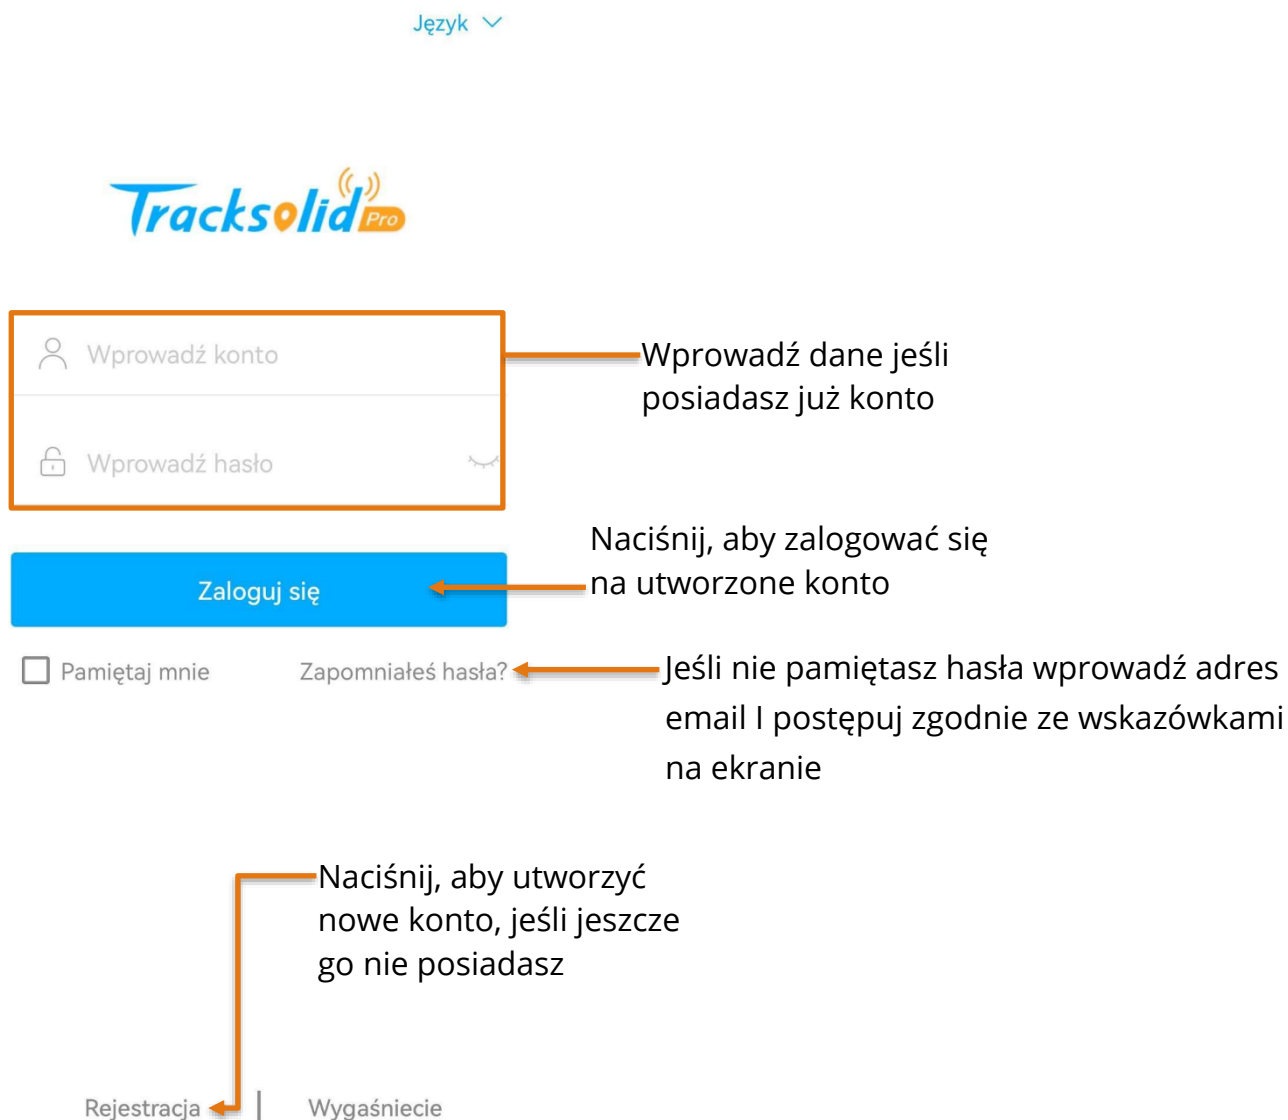 Język
Tracksolid Pro
Wprowadź konto
Wprowadź dane jeśli
posiadasz już konto
Wprowadź hasło
Naciśnij, aby zalogować się
na utworzone konto
Zaloguj się
Pamiętaj mnie
Zapomniałeś hasła?
Jeśli nie pamiętasz hasła wprowadź adres
email I postępuj zgodnie ze wskazówkami
na ekranie
Naciśnij, aby utworzyć
nowe konto, jeśli jeszcze
go nie posiadasz
Rejestracja
Wygaśniecie